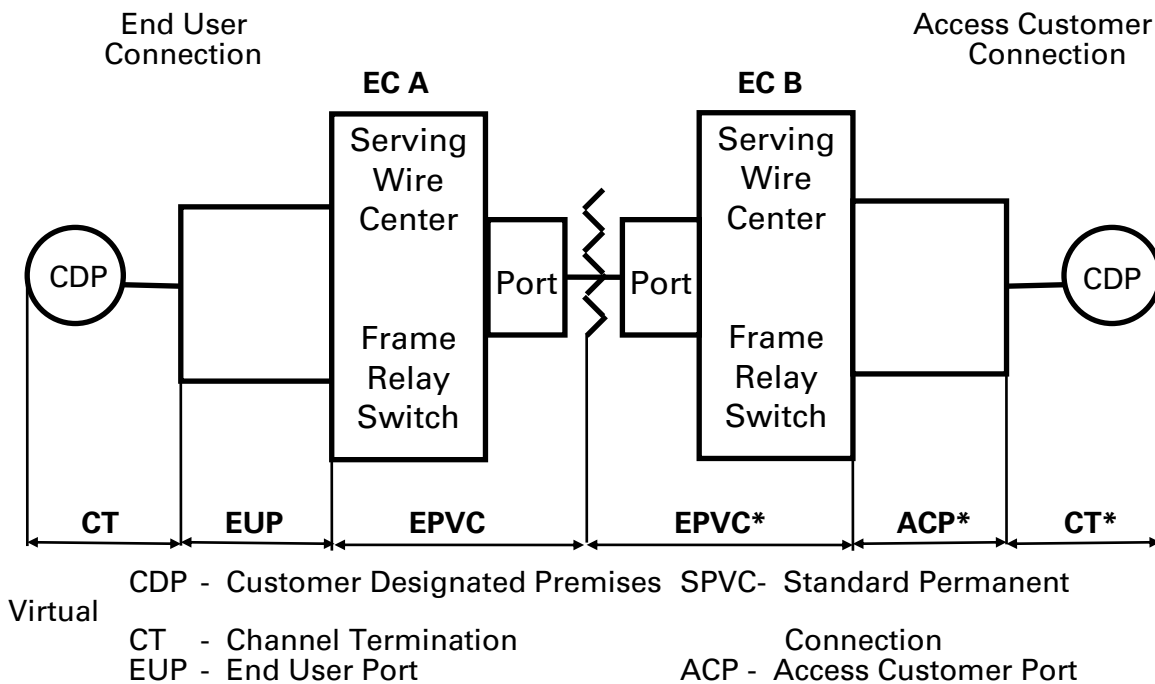 End User
Connection
Access Customer
Connection
EC A
EC B
Serving
Wire
Center
Frame
Relay
Switch
Serving
Wire
Center
Frame
Relay
Switch
CDP
Port
Port
CDP
CT EUP EPVC EPVC* ACP* CT*
CDP - Customer Designated Premises SPVC- Standard Permanent
Virtual
CT - Channel Termination Connection
EUP - End User Port ACP - Access Customer Port